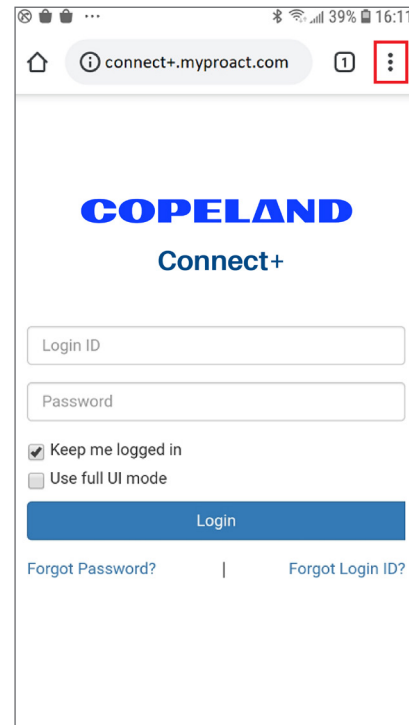 39% 16:11
connect+.myproact.com 1
COPELAND
Connect+
Login ID
Password
Keep me logged in
Use full UI mode
Login
Forgot Password? | Forgot Login ID?